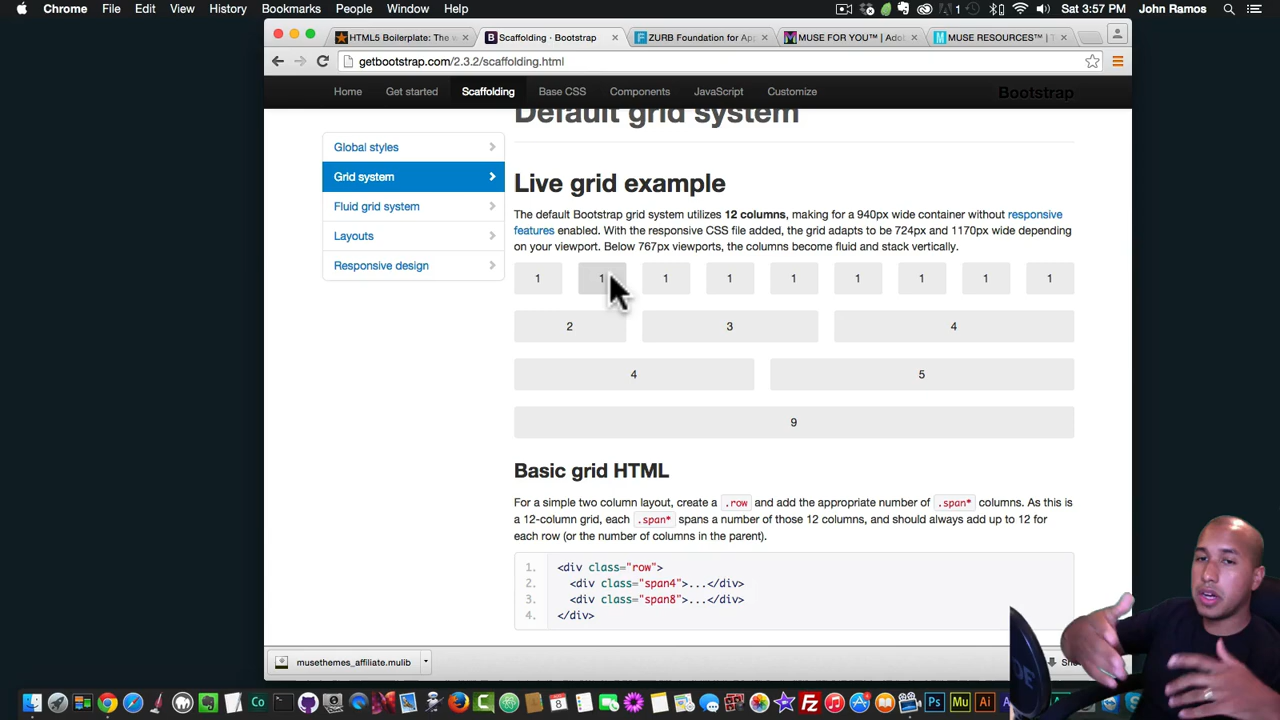 Chrome File Edit View History Bookmarks People Window Help 1 Sat 3:57 PM John Ramos
HTML5 Boilerplate: The w Scaffolding · Bootstrap ZURB Foundation for Ap MUSE FOR YOU™ | Adob MUSE RESOURCES™ | T
getbootstrap.com/2.3.2/scaffolding.html
Home Get started Scaffolding Base CSS Components JavaScript Customize Bootstrap
Default grid system
Global styles
Grid system
Fluid grid system
Layouts
Responsive design
Live grid example
The default Bootstrap grid system utilizes 12 columns, making for a 940px wide container without responsive
features enabled. With the responsive CSS file added, the grid adapts to be 724px and 1170px wide depending
on your viewport. Below 767px viewports, the columns become fluid and stack vertically.
1 1 1 1 1 1 1 1 1
2 3 4
4 5
9
Basic grid HTML
For a simple two column layout, create a .row and add the appropriate number of .span* columns. As this is
a 12-column grid, each .span* spans a number of those 12 columns, and should always add up to 12 for
each row (or the number of columns in the parent).
1. <div class="row">
2. <div class="span4">...</div>
3. <div class="span8">...</div>
4. </div>
musethemes_affiliate.mulib
Co 8 Fz Ps Mu Ai